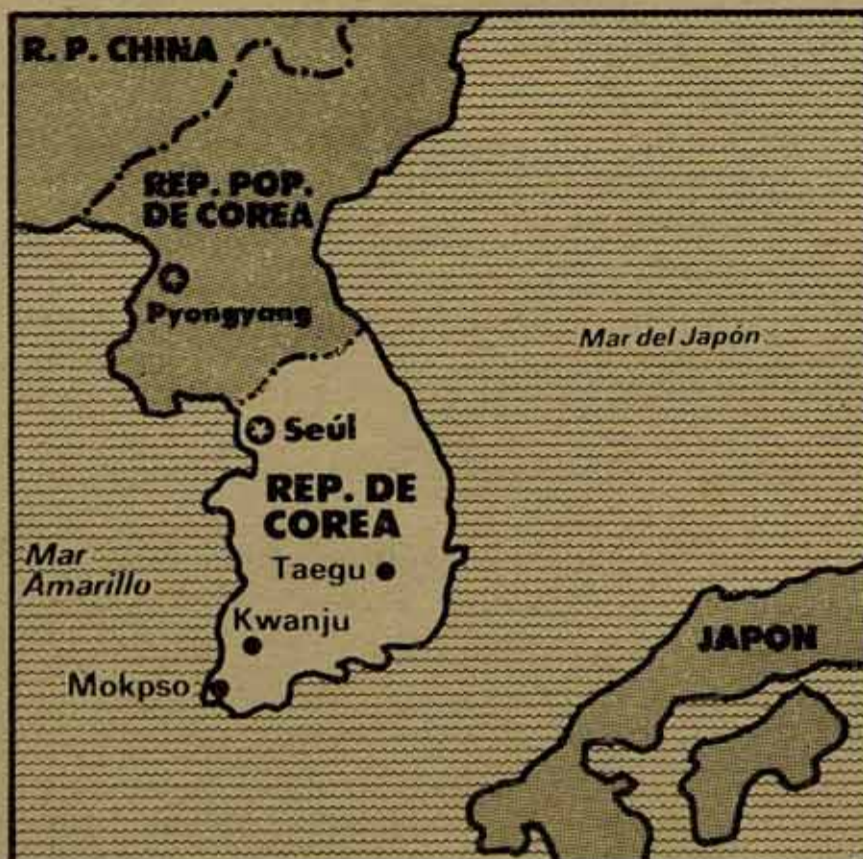 R. P. CHINA
REP. POP.
DE COREA
Pyongyang
Mar del Japón
Seúl
REP. DE
COREA
Mar
Amarillo
Taegu
Kwanju
JAPON
Mokpso